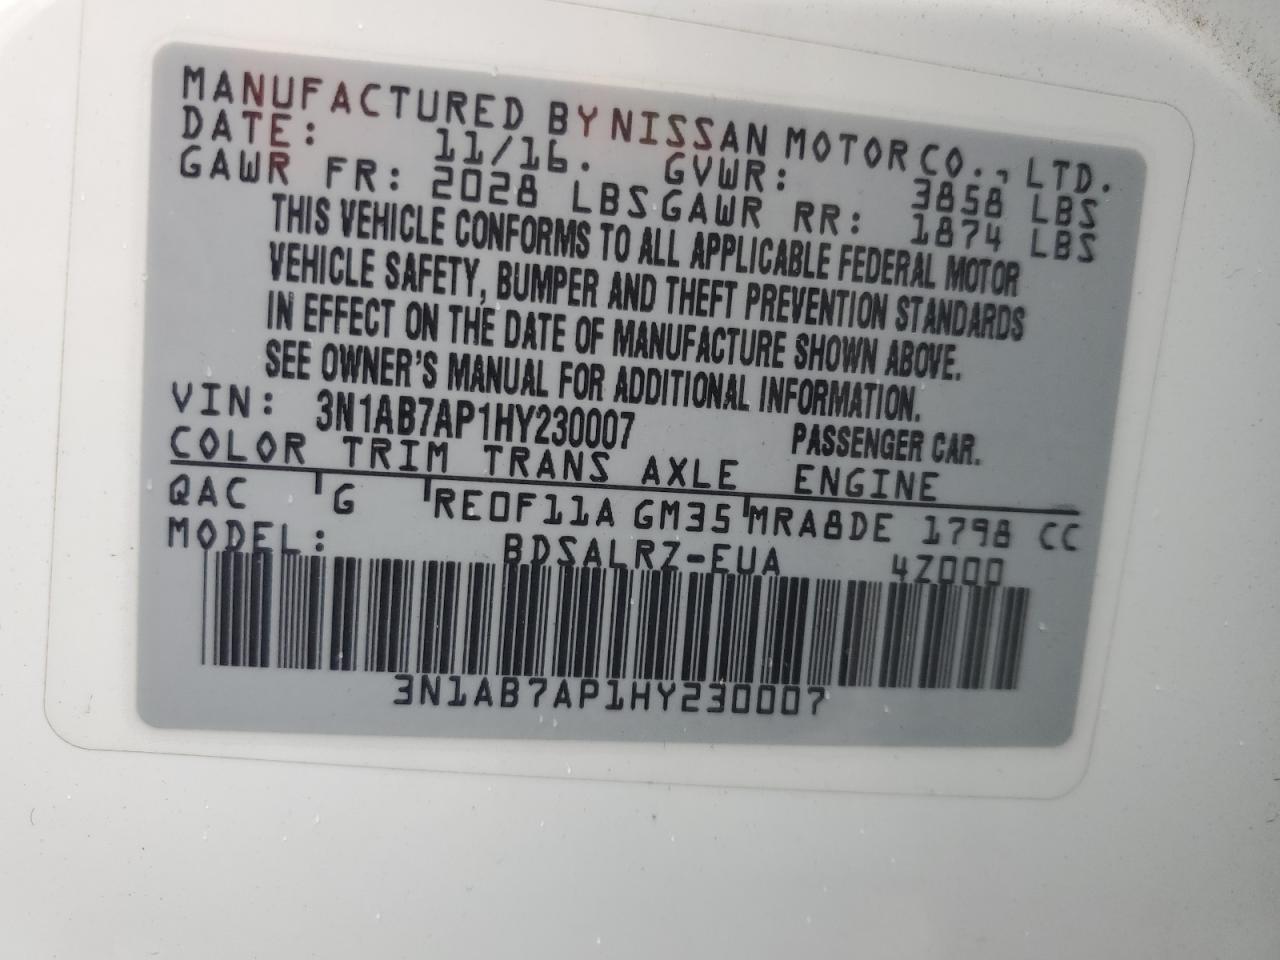 MANUFACTURED BY NISSAN MOTOR CO., LTD.
DATE: 11/16. GVWR: 3858 LBS
GAWR FR: 2028 LBS GAWR RR: 1874 LBS
THIS VEHICLE CONFORMS TO ALL APPLICABLE FEDERAL MOTOR
VEHICLE SAFETY, BUMPER AND THEFT PREVENTION STANDARDS
IN EFFECT ON THE DATE OF MANUFACTURE SHOWN ABOVE.
SEE OWNER'S MANUAL FOR ADDITIONAL INFORMATION.
VIN: 3N1AB7AP1HY230007 PASSENGER CAR.
COLOR TRIM TRANS AXLE ENGINE
QAC G RE0F11A GM35 MRA8DE 1798 CC
MODEL: BDSALRZ-EUA 4Z000
3N1AB7AP1HY230007